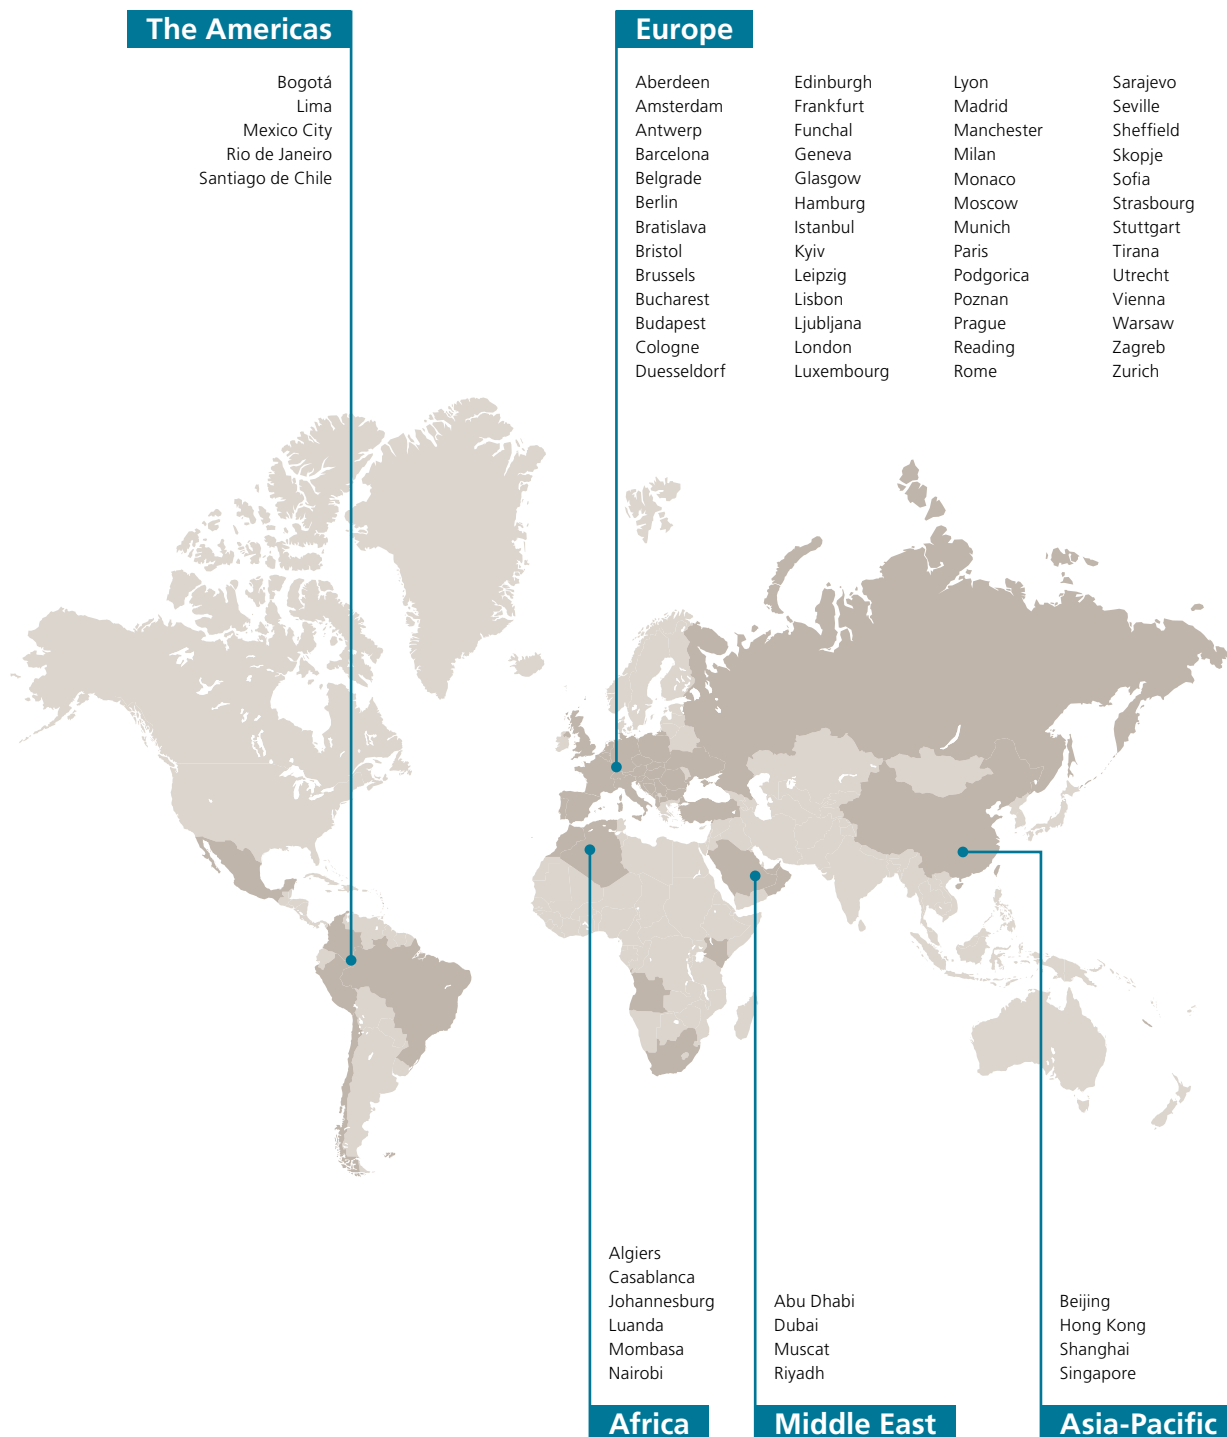 The Americas
Bogotá
Lima
Mexico City
Rio de Janeiro
Santiago de Chile
Europe
Aberdeen
Amsterdam
Antwerp
Barcelona
Belgrade
Berlin
Bratislava
Bristol
Brussels
Bucharest
Budapest
Cologne
Duesseldorf
Edinburgh
Frankfurt
Funchal
Geneva
Glasgow
Hamburg
Istanbul
Kyiv
Leipzig
Lisbon
Ljubljana
London
Luxembourg
Lyon
Madrid
Manchester
Milan
Monaco
Moscow
Munich
Paris
Podgorica
Poznan
Prague
Reading
Rome
Sarajevo
Seville
Sheffield
Skopje
Sofia
Strasbourg
Stuttgart
Tirana
Utrecht
Vienna
Warsaw
Zagreb
Zurich
Algiers
Casablanca
Johannesburg
Luanda
Mombasa
Nairobi
Africa
Abu Dhabi
Dubai
Muscat
Riyadh
Middle East
Beijing
Hong Kong
Shanghai
Singapore
Asia-Pacific